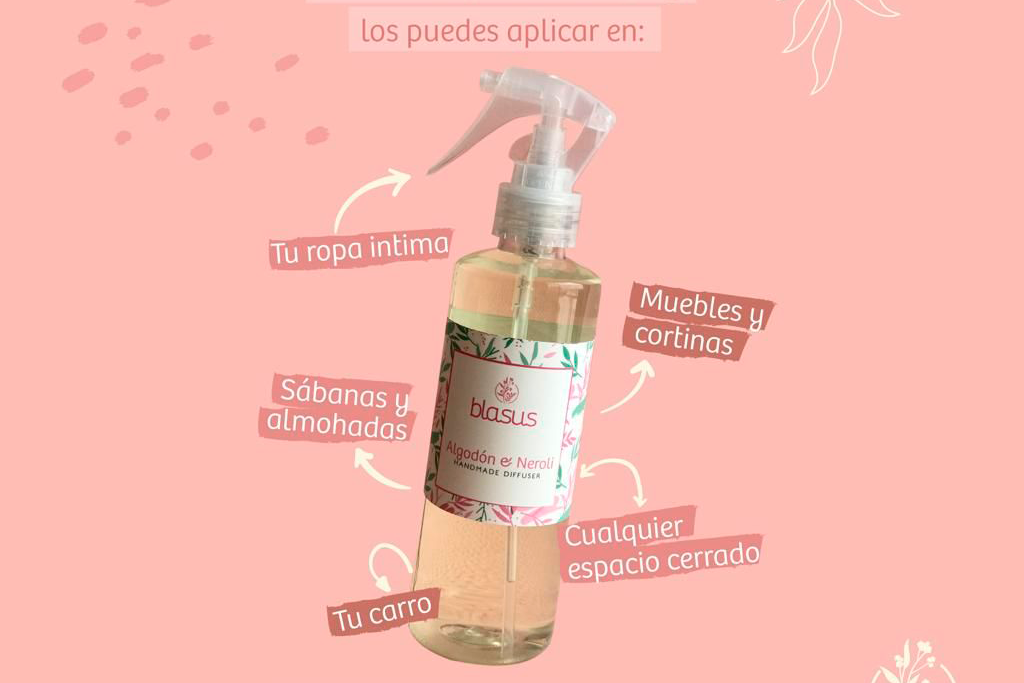 los puedes aplicar en:
Tu ropa intima
Muebles y
cortinas
Sábanas y
almohadas
blasus
Algodón & Neroli
HANDMADE DIFFUSER
Cualquier
espacio cerrado
Tu carro